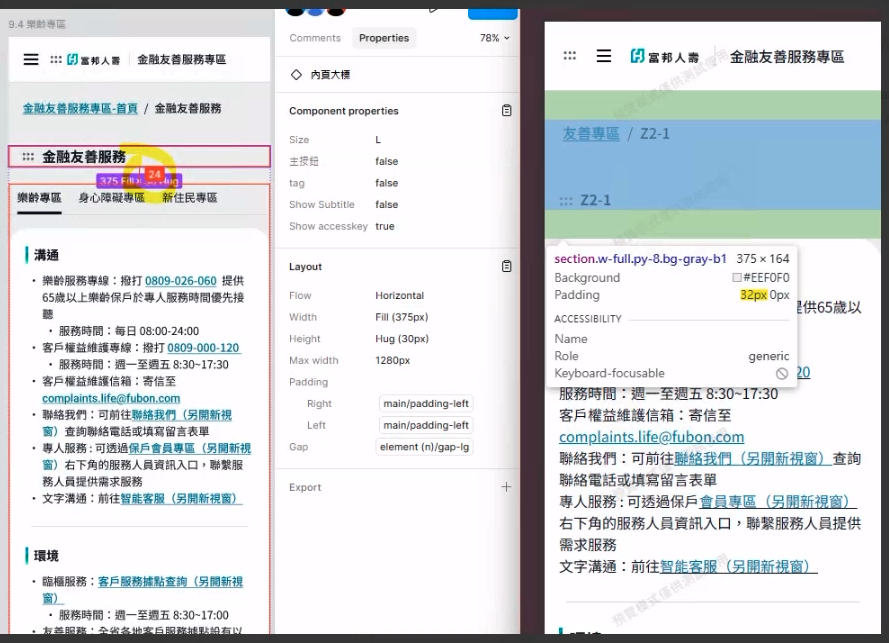 9.4 樂齡專區
富邦人壽 金融友善服務專區
金融友善服務專區-首頁 / 金融友善服務
金融友善服務
24
樂齡專區 身心障礙專區 新住民專區
溝通
• 樂齡服務專線：撥打 0809-026-060 提供
65歲以上樂齡保戶於專人服務時間優先接
聽
• 服務時間：每日 08:00-24:00
• 客戶權益維護專線：撥打 0809-000-120
• 服務時間：週一至週五 8:30~17:30
• 客戶權益維護信箱：寄信至
complaints.life@fubon.com
• 聯絡我們：可前往聯絡我們（另開新視
窗）查詢聯絡電話或填寫留言表單
• 專人服務 : 可透過保戶會員專區（另開新視
窗）右下角的服務人員資訊入口，聯繫服
務人員提供需求服務
• 文字溝通：前往智能客服（另開新視窗）
環境
• 臨櫃服務：客戶服務據點查詢（另開新視
窗）
• 服務時間：週一至週五 8:30~17:00
• 友善服務：全省各地客戶服務據點設有以
Comments Properties 78%
內頁大標
Component properties
Size L
主按鈕 false
tag false
Show Subtitle false
Show accesskey true
Layout
Flow Horizontal
Width Fill (375px)
Height Hug (30px)
Max width 1280px
Padding
Right main/padding-left
Left main/padding-left
Gap element (n)/gap-lg
Export
富邦人壽 金融友善服務專區
友善專區 / Z2-1
Z2-1
section.w-full.py-8.bg-gray-b1 375 × 164
Background #EEF0F0
Padding 32px 0px
ACCESSIBILITY
Name
Role generic
Keyboard-focusable
提供65歲以
20
服務時間：週一至週五 8:30~17:30
客戶權益維護信箱：寄信至
complaints.life@fubon.com
聯絡我們：可前往聯絡我們（另開新視窗）查詢
聯絡電話或填寫留言表單
專人服務 : 可透過保戶會員專區（另開新視窗）
右下角的服務人員資訊入口，聯繫服務人員提供
需求服務
文字溝通：前往智能客服（另開新視窗）
環境